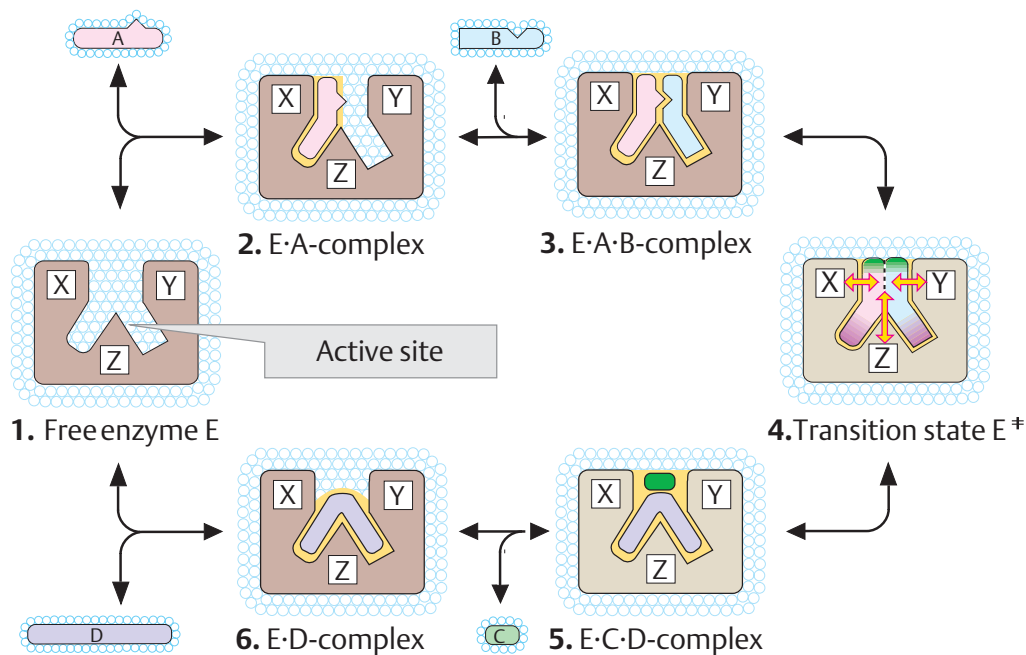 A
B
X
Y
Z
X
Y
Z
2. E·A-complex
3. E·A·B-complex
X
Y
Z
Active site
X
Y
Z
1. Free enzyme E
4. Transition state E‡
X
Y
Z
X
Y
Z
D
6. E·D-complex
C
5. E·C·D-complex